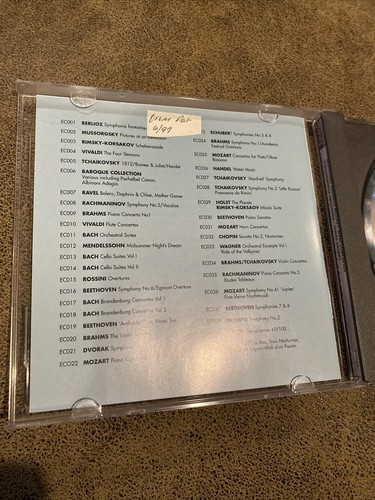 6/99
EC001 BERLIOZ Symphonie fantastique
EC002 MUSSORGSKY Pictures at an
EC003 RIMSKY-KORSAKOV Scheherazade
EC004 VIVALDI The Four Seasons
EC005 TCHAIKOVSKY 1812/Romeo & Juliet/Hamlet
EC006 BAROQUE COLLECTION
Various including Pachelbel Canon,
Albinoni Adagio
EC007 RAVEL Bolero, Daphnis & Chloe, Mother Goose
EC008 RACHMANINOV Symphony No.2/Vocalise
EC009 BRAHMS Piano Concerto No.1
EC010 VIVALDI Flute Concertos
EC011 BACH Orchestral Suites
EC012 MENDELSSOHN Midsummer Night's Dream
EC013 BACH Cello Suites Vol I
EC014 BACH Cello Suites Vol II
EC015 ROSSINI Overtures
EC016 BEETHOVEN Symphony No.6/Egmont Overture
EC017 BACH Brandenburg Concertos Vol 1
EC018 BACH Brandenburg Concertos Vol 2
EC019 BEETHOVEN
EC020 BRAHMS The
EC021 DVORAK
EC022 MOZART Piano
SCHUBERT Symphonies No.5 & 8
EC024 BRAHMS Symphony No.1/Academic
Festival Overture
EC025 MOZART Concertos for Flute/Oboe
Bassoon
EC026 HANDEL Water Music
EC027 TCHAIKOVSKY 'Manfred' Symphony
EC028 TCHAIKOVSKY Symphony No.2 'Little Russian'
Francesca da Rimini
EC029 HOLST The Planets
RIMSKY-KORSAKOV Mlada Suite
EC030 BEETHOVEN Piano Sonatas
EC031 MOZART Horn Concertos
EC032 CHOPIN Sonata No.2, Nocturnes
EC033 WAGNER Orchestral Excerpts Vol I
'Ride of the Valkyries'
EC034 BRAHMS/TCHAIKOVSKY Violin Concertos
EC035 RACHMANINOV Piano Concerto No.3
Etudes Tableaux
EC036 MOZART Symphony No.41 'Jupiter'
Eine kleine Nachtmusik
EC037 BEETHOVEN Symphonies 7 & 8
Symphony No.2